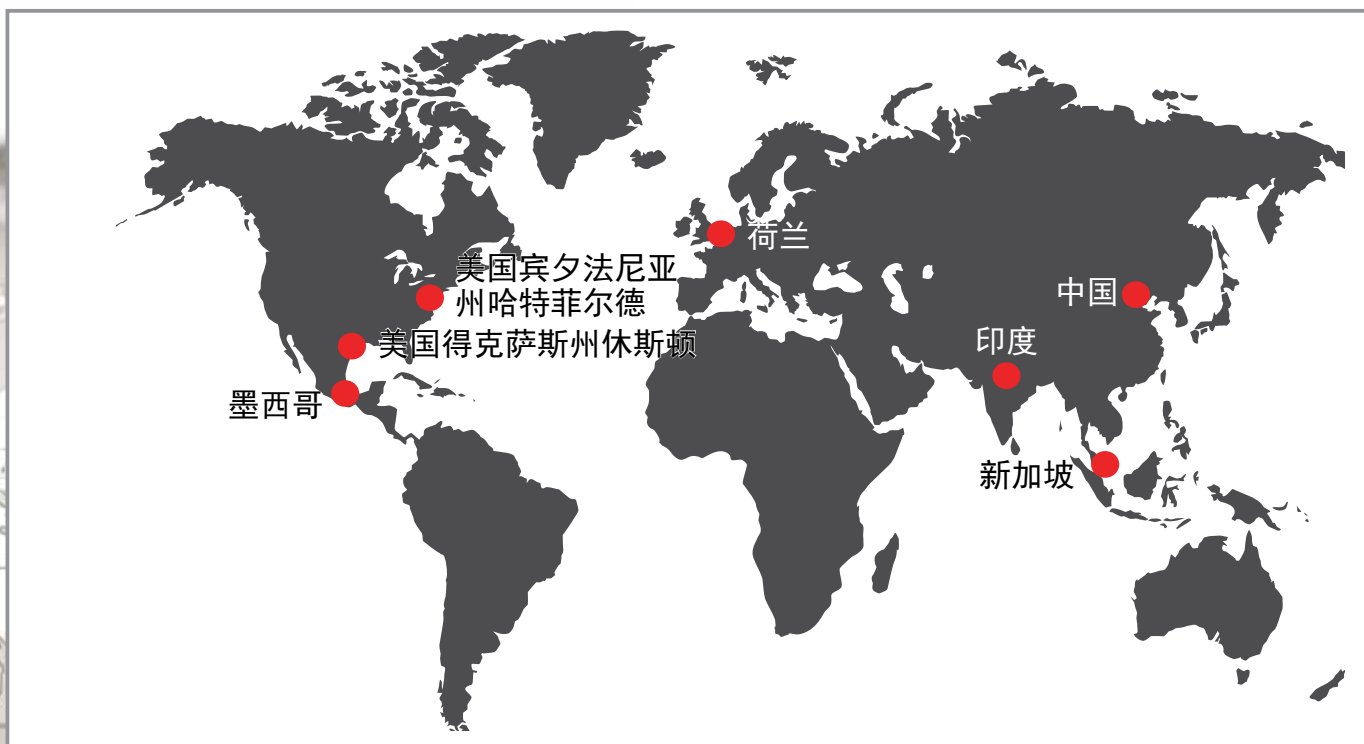 荷兰
美国宾夕法尼亚
州哈特菲尔德
中国
美国得克萨斯州休斯顿
印度
墨西哥
新加坡